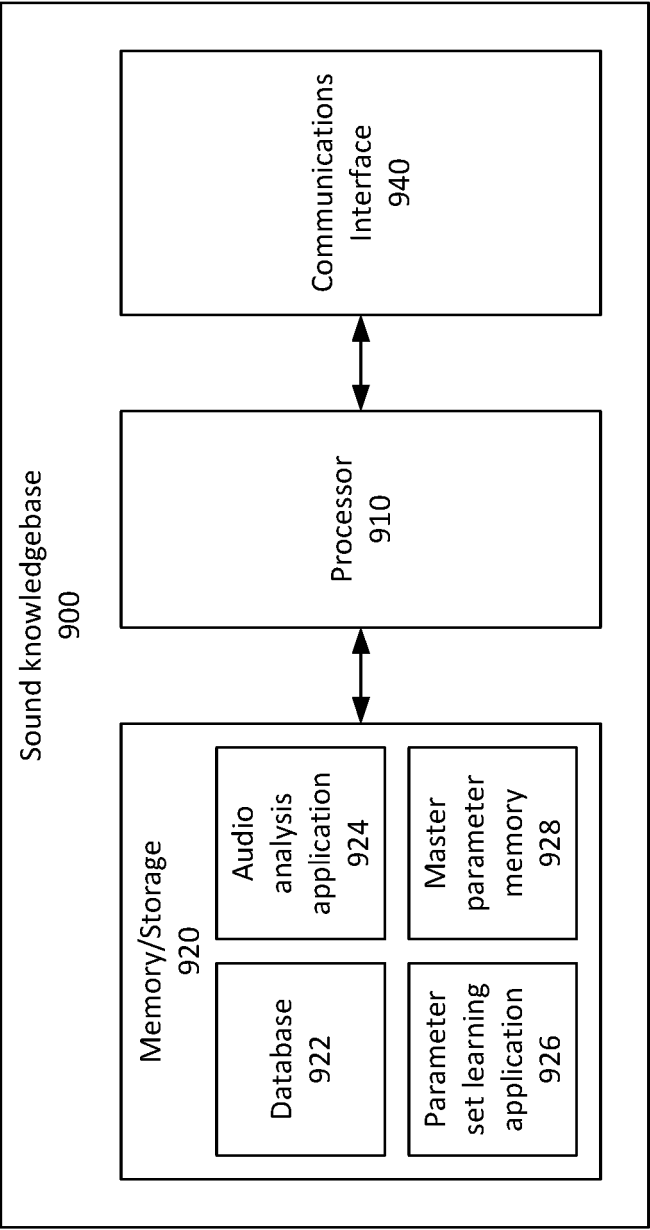 Sound knowledgebase
900
Memory/Storage
920
Database
922
Audio
analysis
application
924
Parameter
set learning
application
926
Master
parameter
memory
928
Processor
910
Communications
Interface
940